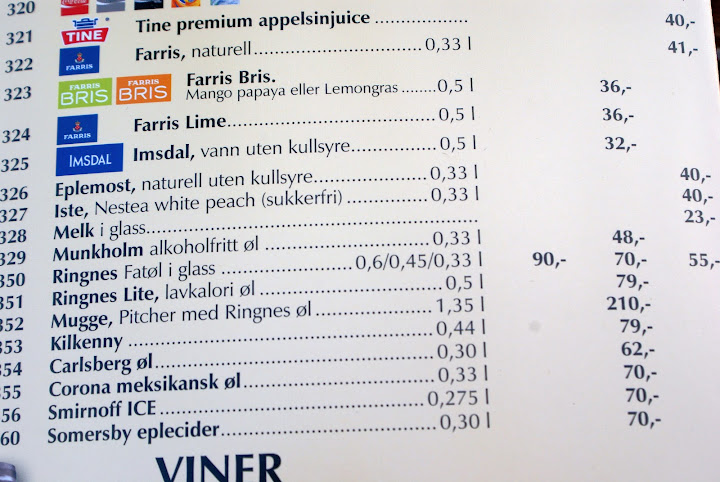 320
321 TINE Tine premium appelsinjuice .................. 40,-
322 FARRIS Farris, naturell ........................ 0,33 l 41,-
323 FARRIS BRIS FARRIS BRIS Farris Bris.
Mango papaya eller Lemongras ........ 0,5 l 36,-
324 FARRIS Farris Lime ........................ 0,5 l 36,-
325 IMSDAL Imsdal, vann uten kullsyre ................ 0,5 l 32,-
326 Eplemost, naturell uten kullsyre ................ 0,33 l 40,-
327 Iste, Nestea white peach (sukkerfri) ................ 0,33 l 40,-
328 Melk i glass ........................ 23,-
329 Munkholm alkoholfritt øl ........................ 0,33 l 48,-
350 Ringnes Fatøl i glass ................ 0,6/0,45/0,33 l 90,- 70,- 55,-
351 Ringnes Lite, lavkalori øl ........................ 0,5 l 79,-
352 Mugge, Pitcher med Ringnes øl ................ 1,35 l 210,-
353 Kilkenny ........................ 0,44 l 79,-
354 Carlsberg øl ........................ 0,30 l 62,-
355 Corona meksikansk øl ........................ 0,33 l 70,-
56 Smirnoff ICE ........................ 0,275 l 70,-
60 Somersby eplecider ........................ 0,30 l 70,-
VINER